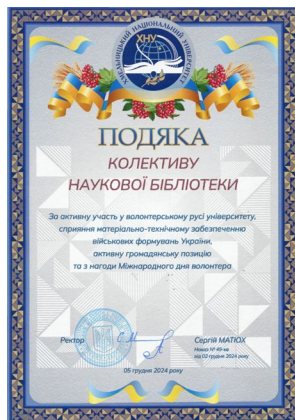 ХМЕЛЬНИЦЬКИЙ НАЦІОНАЛЬНИЙ УНІВЕРСИТЕТ
ХНУ
ПОДЯКА
КОЛЕКТИВУ
НАУКОВОЇ БІБЛІОТЕКИ
За активну участь у волонтерському русі університету,
сприяння матеріально-технічному забезпеченню
військових формувань України,
активну громадянську позицію
та з нагоди Міжнародного дня волонтера
Ректор
Сергій МАТЮХ
Наказ № 49-кв
від 02 грудня 2024 року
05 грудня 2024 року